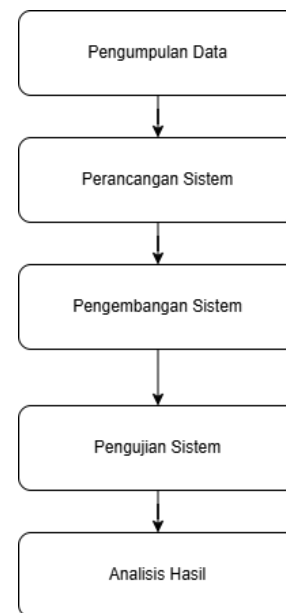 Pengumpulan Data
Perancangan Sistem
Pengembangan Sistem
Pengujian Sistem
Analisis Hasil